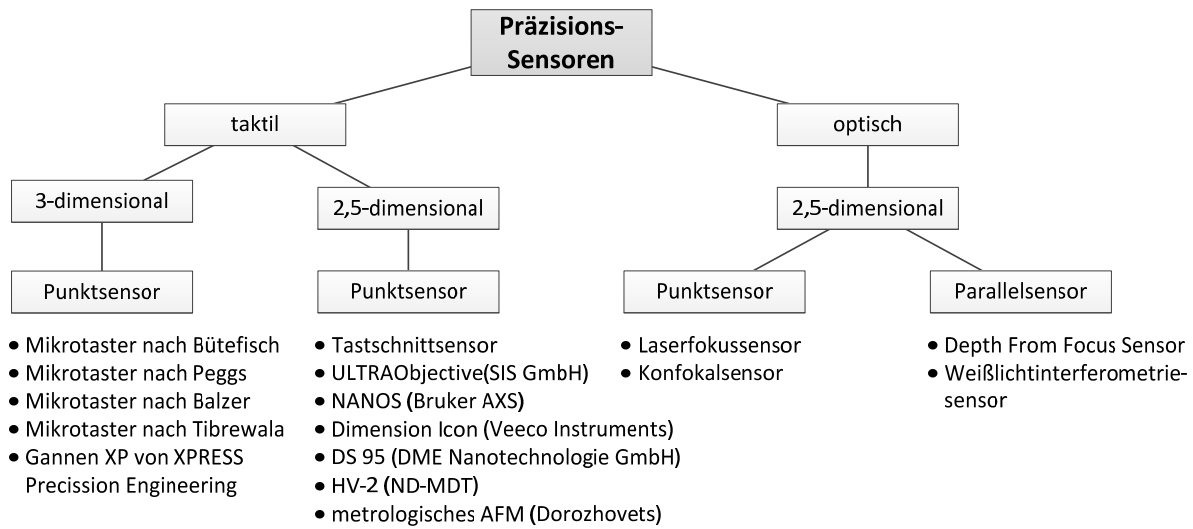 Präzisions-
Sensoren
taktil
optisch
3-dimensional
2,5-dimensional
2,5-dimensional
Punktsensor
Punktsensor
Punktsensor
Parallelsensor
• Mikrotaster nach Bütefisch
• Mikrotaster nach Peggs
• Mikrotaster nach Balzer
• Mikrotaster nach Tibrewala
• Gannen XP von XPRESS
Precission Engineering
• Tastschnittsensor
• ULTRAObjective(SIS GmbH)
• NANOS (Bruker AXS)
• Dimension Icon (Veeco Instruments)
• DS 95 (DME Nanotechnologie GmbH)
• HV-2 (ND-MDT)
• metrologisches AFM (Dorozhovets)
• Laserfokussensor
• Konfokalsensor
• Depth From Focus Sensor
• Weißlichtinterferometrie-
sensor